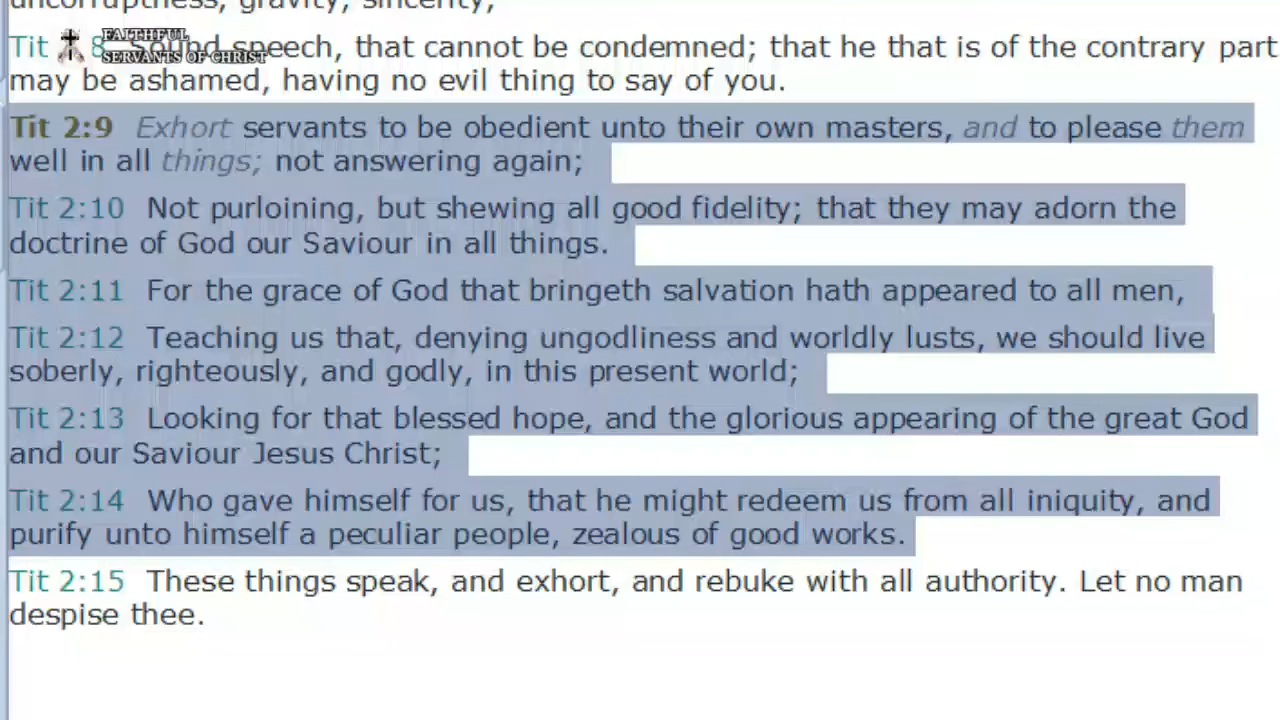 uncorruptness, gravity, sincerity,
Tit 2:8 Sound speech, that cannot be condemned; that he that is of the contrary part
FAITHFUL
SERVANTS OF CHRIST
may be ashamed, having no evil thing to say of you.
Tit 2:9 Exhort servants to be obedient unto their own masters, and to please them
well in all things; not answering again;
Tit 2:10 Not purloining, but shewing all good fidelity; that they may adorn the
doctrine of God our Saviour in all things.
Tit 2:11 For the grace of God that bringeth salvation hath appeared to all men,
Tit 2:12 Teaching us that, denying ungodliness and worldly lusts, we should live
soberly, righteously, and godly, in this present world;
Tit 2:13 Looking for that blessed hope, and the glorious appearing of the great God
and our Saviour Jesus Christ;
Tit 2:14 Who gave himself for us, that he might redeem us from all iniquity, and
purify unto himself a peculiar people, zealous of good works.
Tit 2:15 These things speak, and exhort, and rebuke with all authority. Let no man
despise thee.